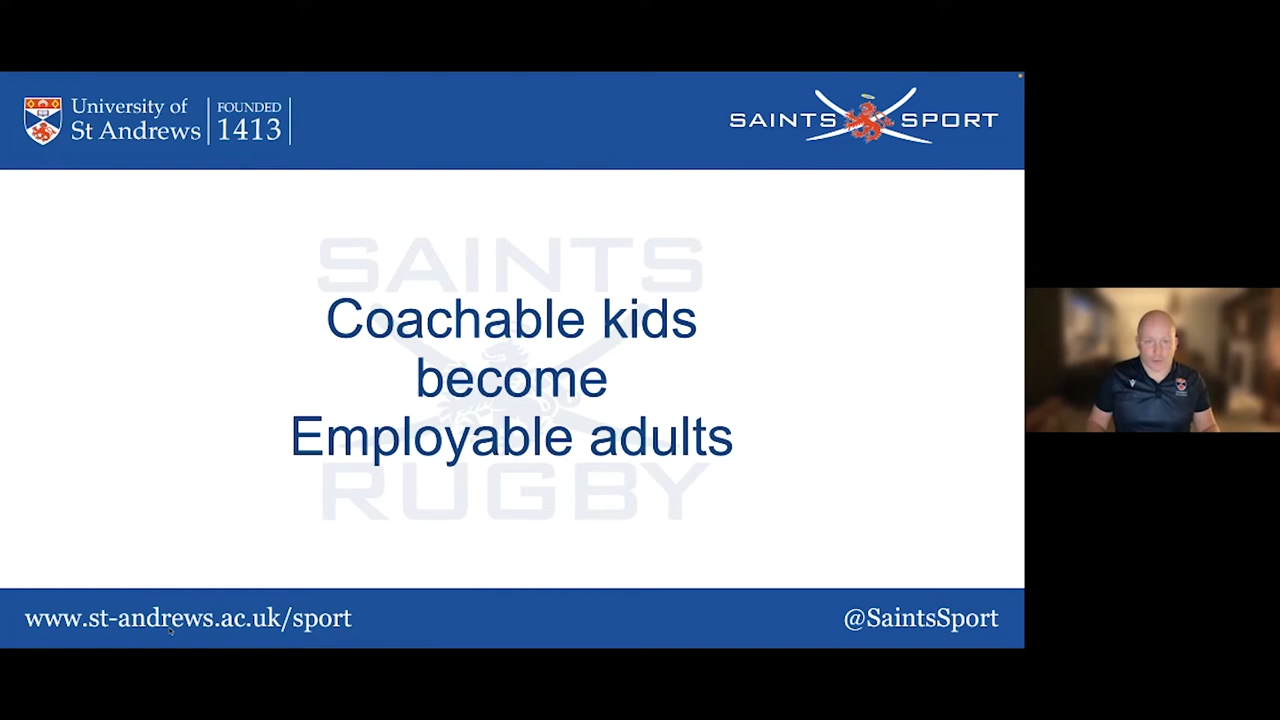 University of
St Andrews
FOUNDED
1413
SAINTS SPORT
SAINTS
Coachable kids
become
Employable adults
RUGBY
www.st-andrews.ac.uk/sport
@SaintsSport